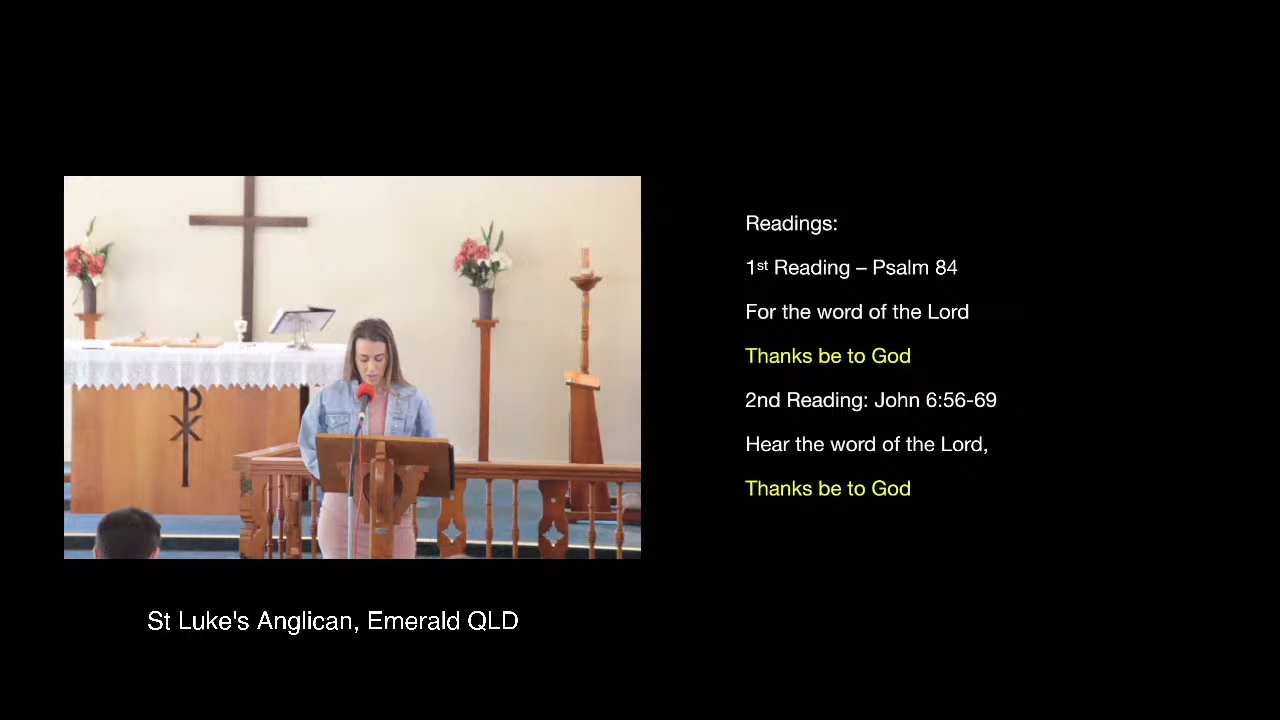 Readings:
1st Reading – Psalm 84
For the word of the Lord
Thanks be to God
2nd Reading: John 6:56-69
Hear the word of the Lord,
Thanks be to God
St Luke's Anglican, Emerald QLD